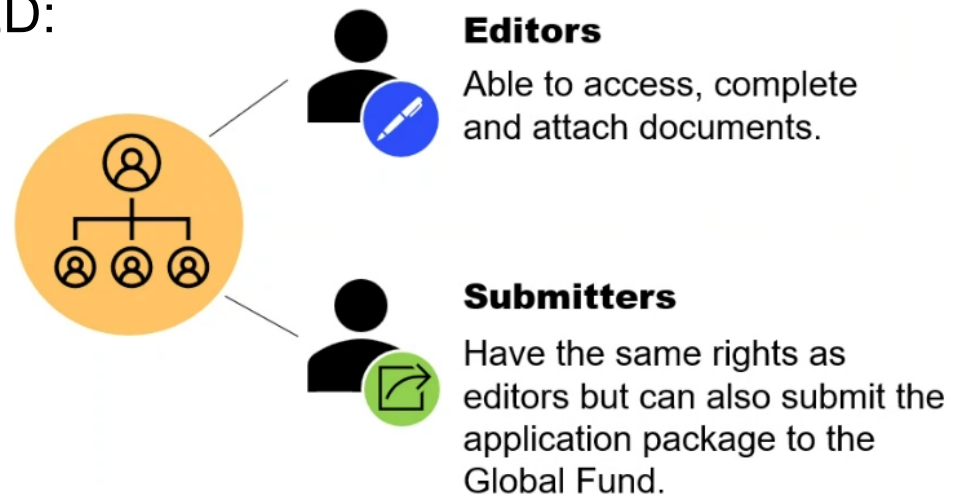 D:
Editors
Able to access, complete
and attach documents.
Submitters
Have the same rights as
editors but can also submit the
application package to the
Global Fund.